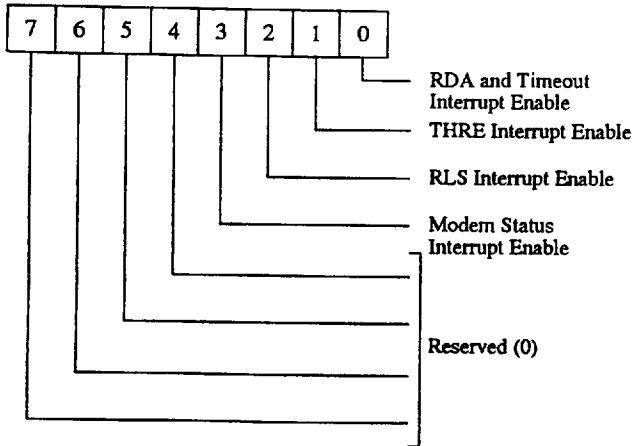 7 6 5 4 3 2 1 0
RDA and Timeout
Interrupt Enable
THRE Interrupt Enable
RLS Interrupt Enable
Modem Status
Interrupt Enable
Reserved (0)